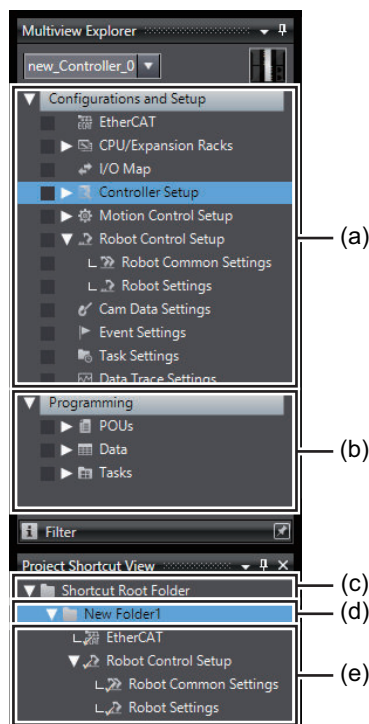 Multiview Explorer
new_Controller_0
Configurations and Setup
EtherCAT
CPU/Expansion Racks
I/O Map
Controller Setup
Motion Control Setup
Robot Control Setup
Robot Common Settings
Robot Settings
Cam Data Settings
Event Settings
Task Settings
Data Trace Settings
(a)
Programming
POUs
Data
Tasks
(b)
Filter
Project Shortcut View
Shortcut Root Folder
(c)
New Folder1
(d)
EtherCAT
Robot Control Setup
Robot Common Settings
Robot Settings
(e)